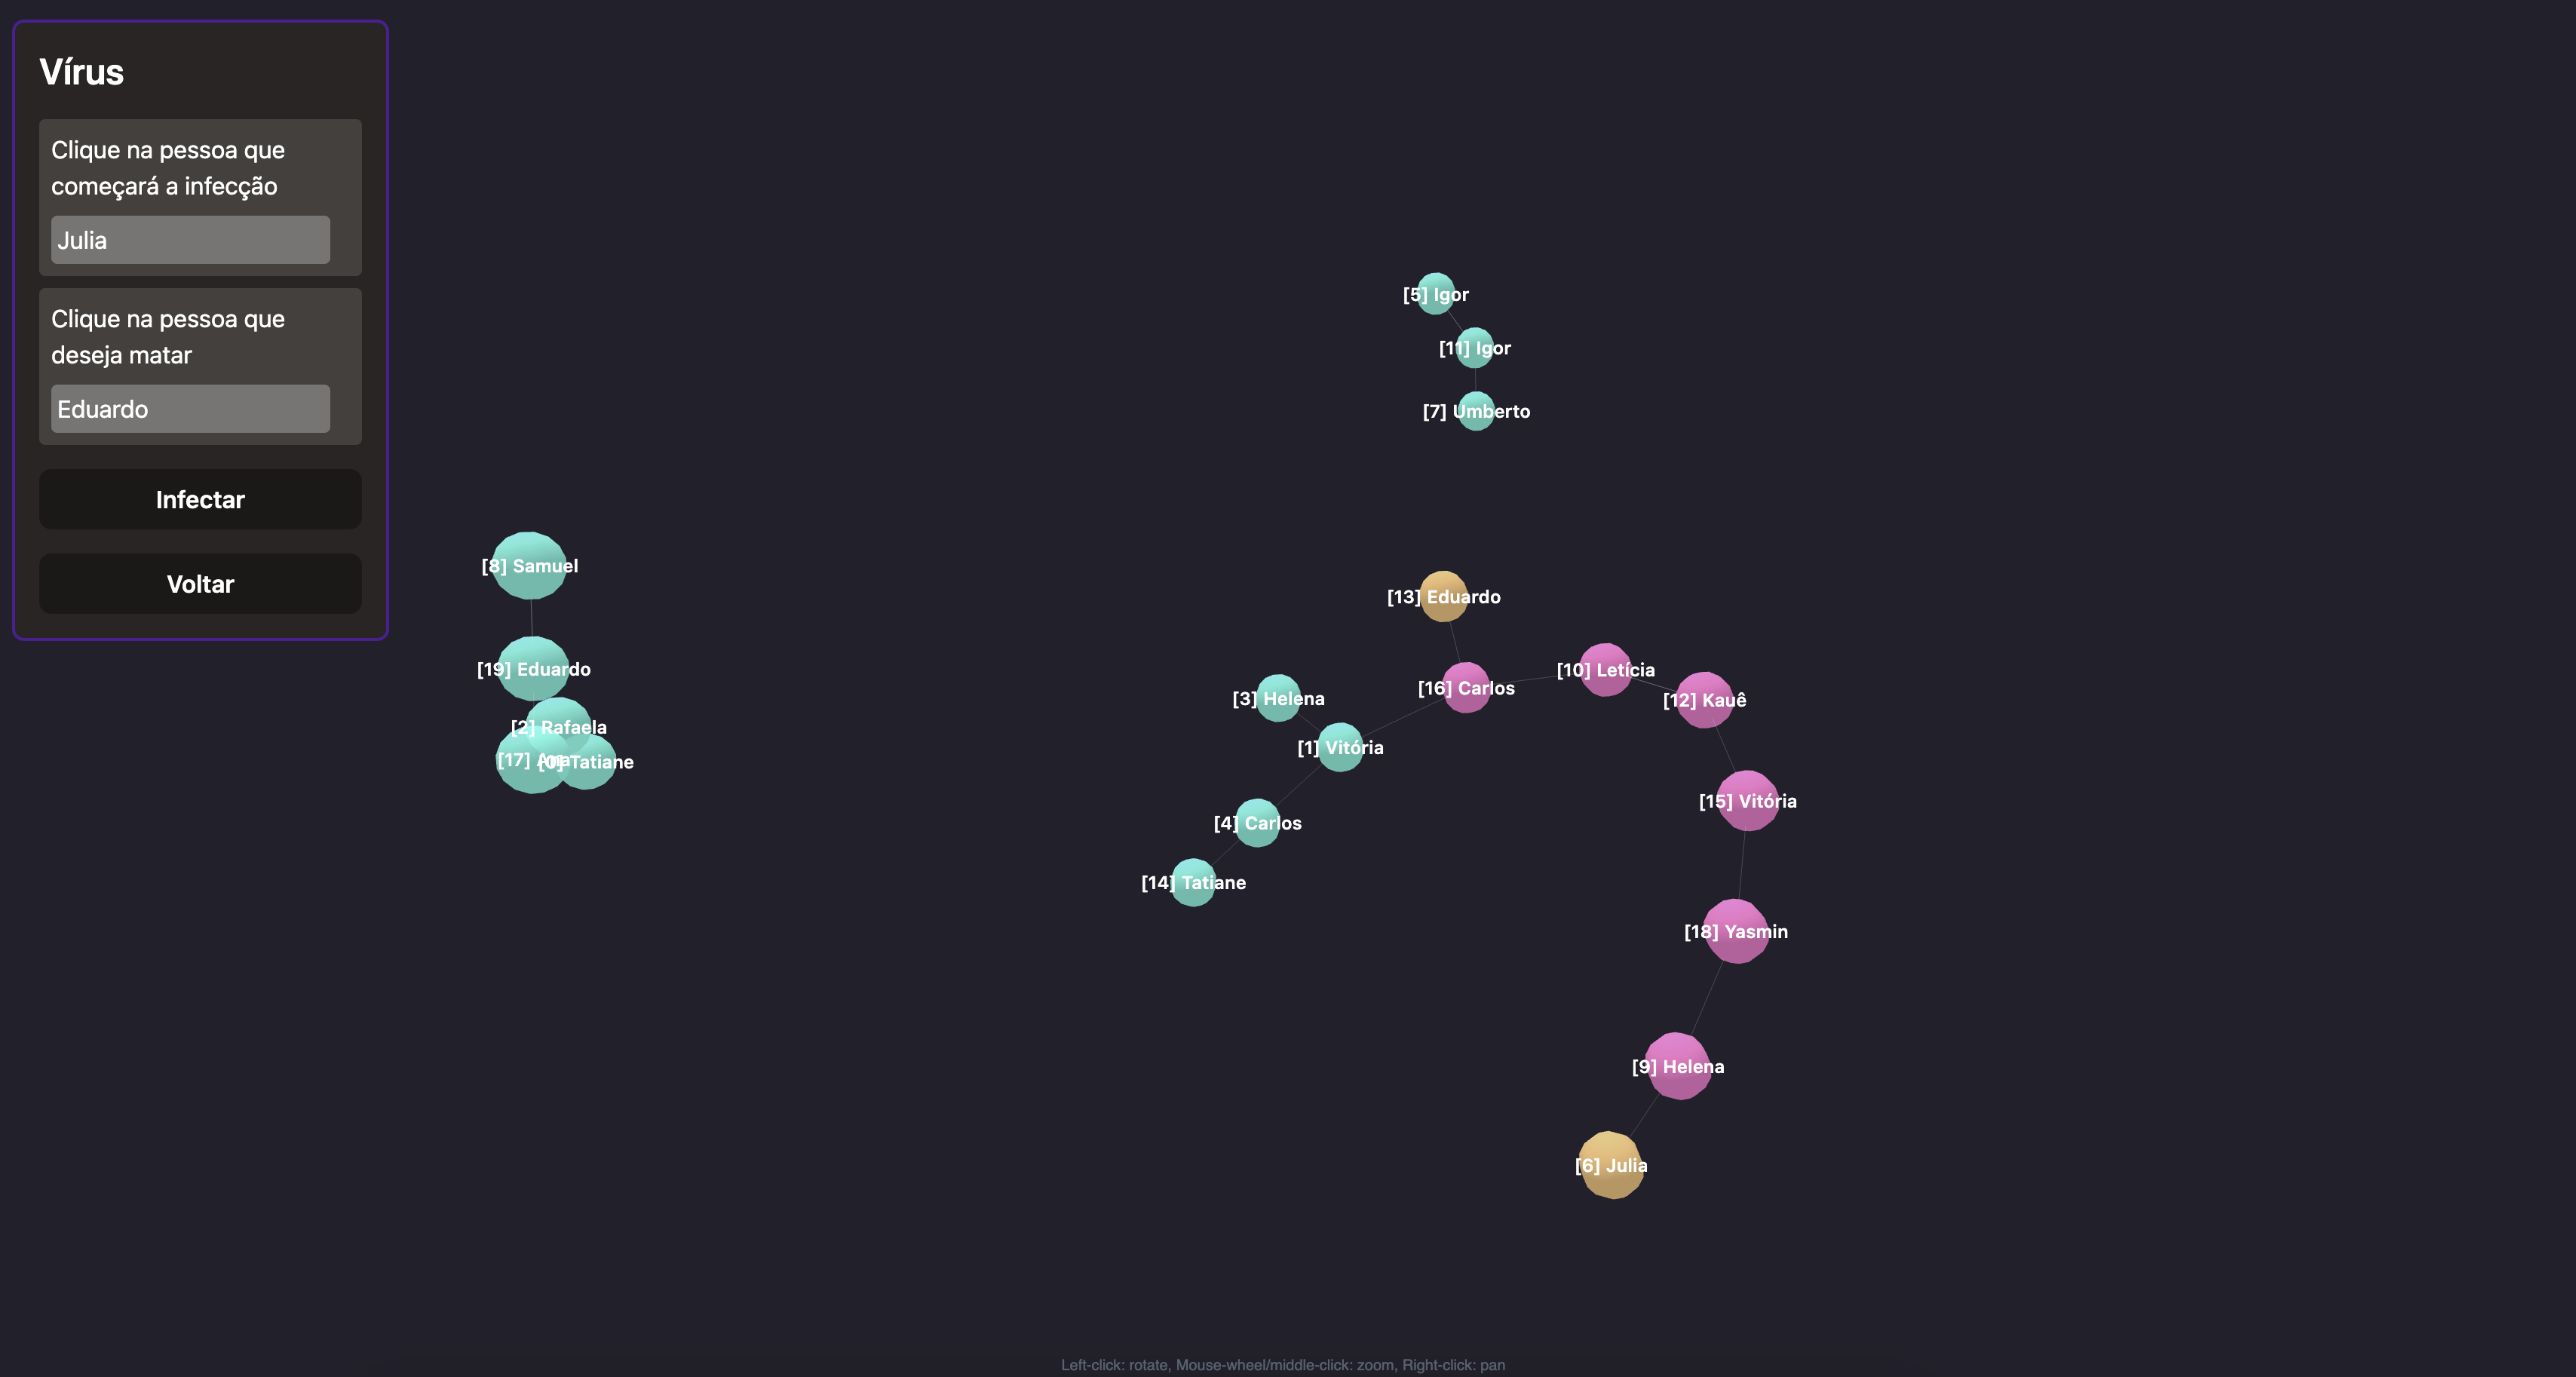 Vírus
Clique na pessoa que
começará a infecção
Julia
Clique na pessoa que
deseja matar
Eduardo
Infectar
Voltar
[5] Igor
[11] Igor
[7] Umberto
[8] Samuel
[19] Eduardo
[2] Rafaela
[17] Ana
[0] Tatiane
[13] Eduardo
[16] Carlos
[10] Letícia
[12] Kauê
[3] Helena
[1] Vitória
[15] Vitória
[4] Carlos
[14] Tatiane
[18] Yasmin
[9] Helena
[6] Julia
Left-click: rotate, Mouse-wheel/middle-click: zoom, Right-click: pan